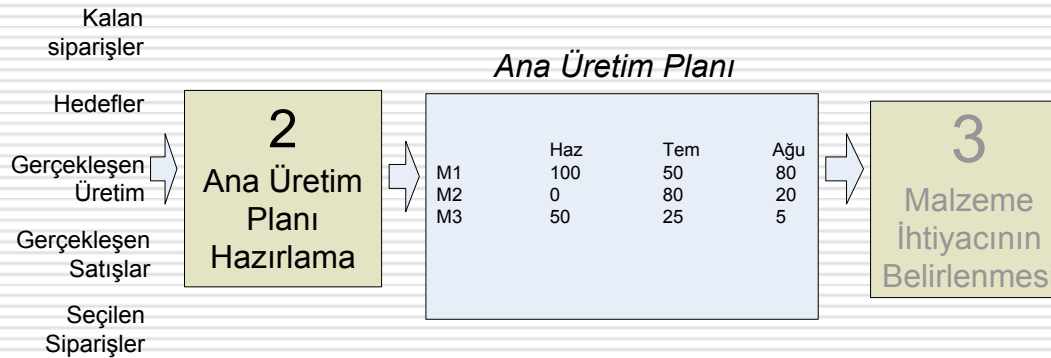 Kalan
siparişler
Hedefler
Gerçekleşen
Üretim
Gerçekleşen
Satışlar
Seçilen
Siparişler
2
Ana Üretim
Planı
Hazırlama
Ana Üretim Planı
Haz Tem Ağu
M1 100 50 80
M2 0 80 20
M3 50 25 5
3
Malzeme
İhtiyacının
Belirlenmes